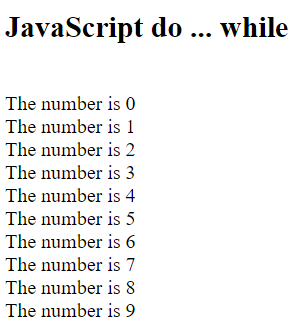 JavaScript do ... while
The number is 0
The number is 1
The number is 2
The number is 3
The number is 4
The number is 5
The number is 6
The number is 7
The number is 8
The number is 9